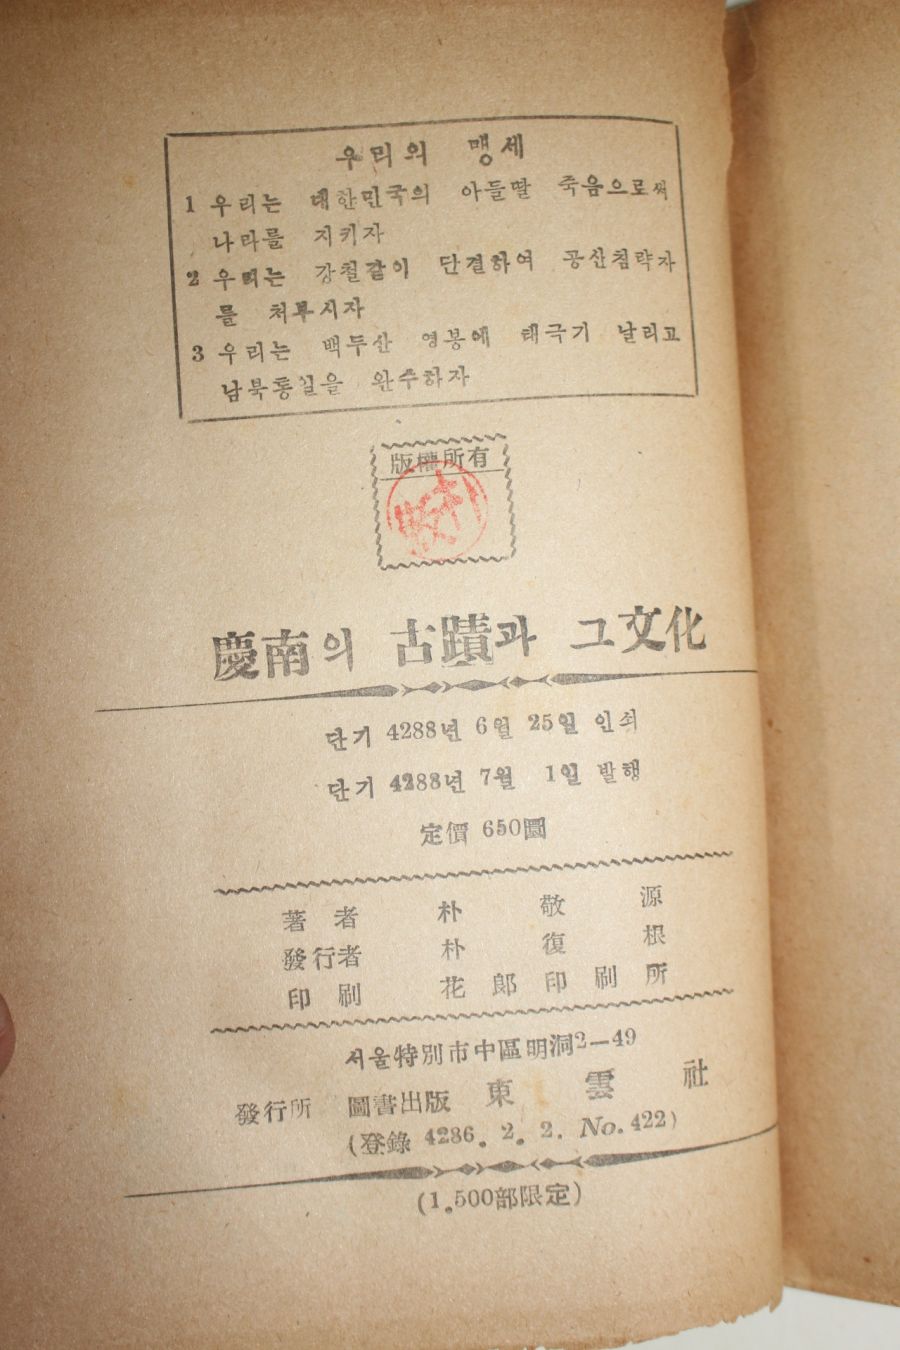 우리의 맹세
1 우리는 대한민국의 아들딸 죽음으로써
나라를 지키자
2 우리는 강철같이 단결하여 공산침략자
를 처부시자
3 우리는 백두산 영봉에 태극기 날리고
남북통일을 완수하자
版權所有
慶南의 古蹟과 그文化
단기 4288년 6월 25일 인쇄
단기 4288년 7월 1일 발행
定價 650圜
著者 朴敬源
發行者 朴復根
印刷 花郞印刷所
서울特別市中區明洞2—49
發行所 圖書出版 東雲社
(登錄 4286. 2. 2. No. 422)
(1.500部限定)